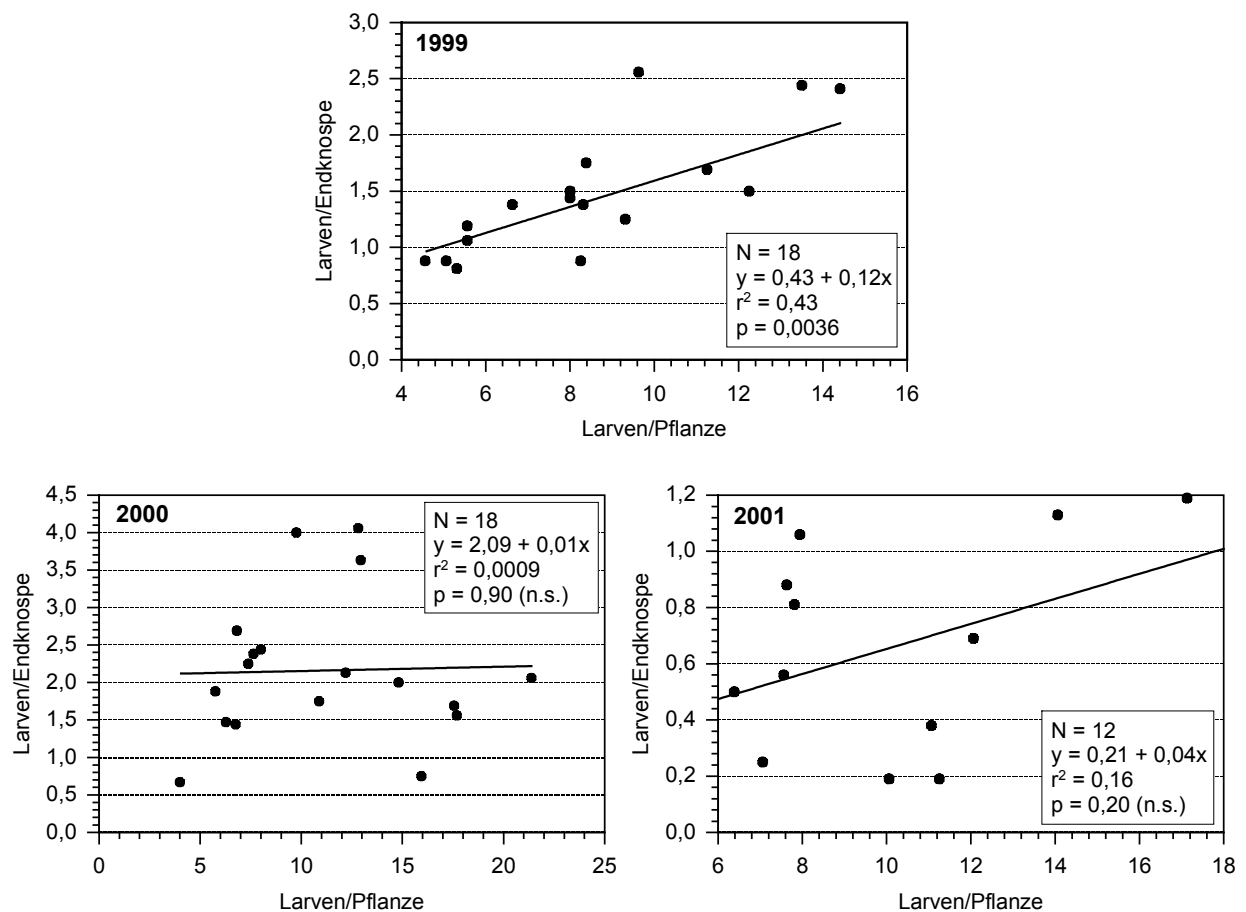 1999
3,0
2,5
2,0
1,5
1,0
0,5
0,0
Larven/Endknospe
N = 18
y = 0,43 + 0,12x
r² = 0,43
p = 0,0036
4 6 8 10 12 14 16
Larven/Pflanze
2000
4,5
4,0
3,5
3,0
2,5
2,0
1,5
1,0
0,5
0,0
Larven/Endknospe
N = 18
y = 2,09 + 0,01x
r² = 0,0009
p = 0,90 (n.s.)
0 5 10 15 20 25
Larven/Pflanze
2001
1,2
1,0
0,8
0,6
0,4
0,2
0,0
Larven/Endknospe
N = 12
y = 0,21 + 0,04x
r² = 0,16
p = 0,20 (n.s.)
6 8 10 12 14 16 18
Larven/Pflanze